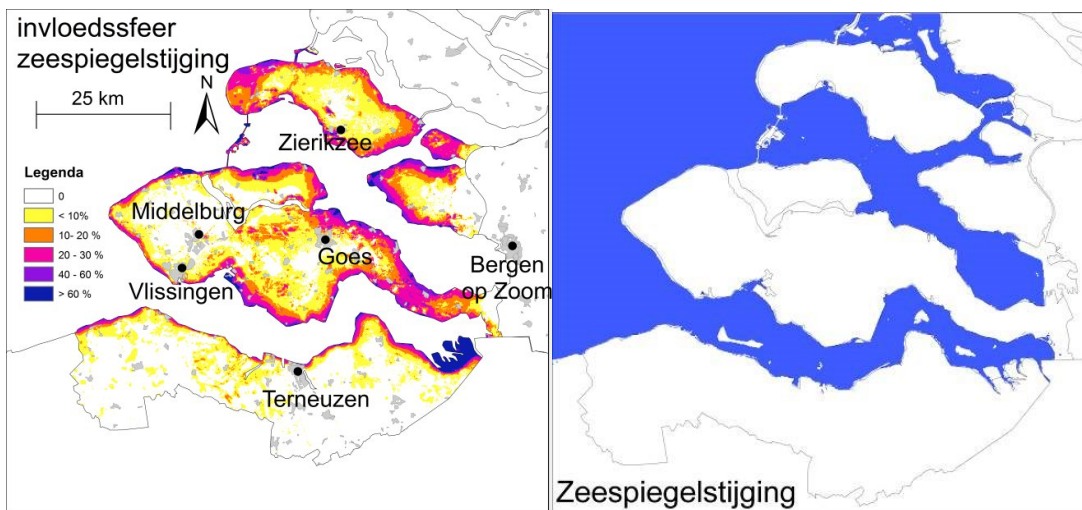 invloedssfeer
zeespiegelstijging
N
25 km
Zierikzee
Legenda
0
< 10%
10- 20 %
20 - 30 %
40 - 60 %
> 60 %
Middelburg
Goes
Vlissingen
Bergen
op Zoom
Terneuzen
Zeespiegelstijging